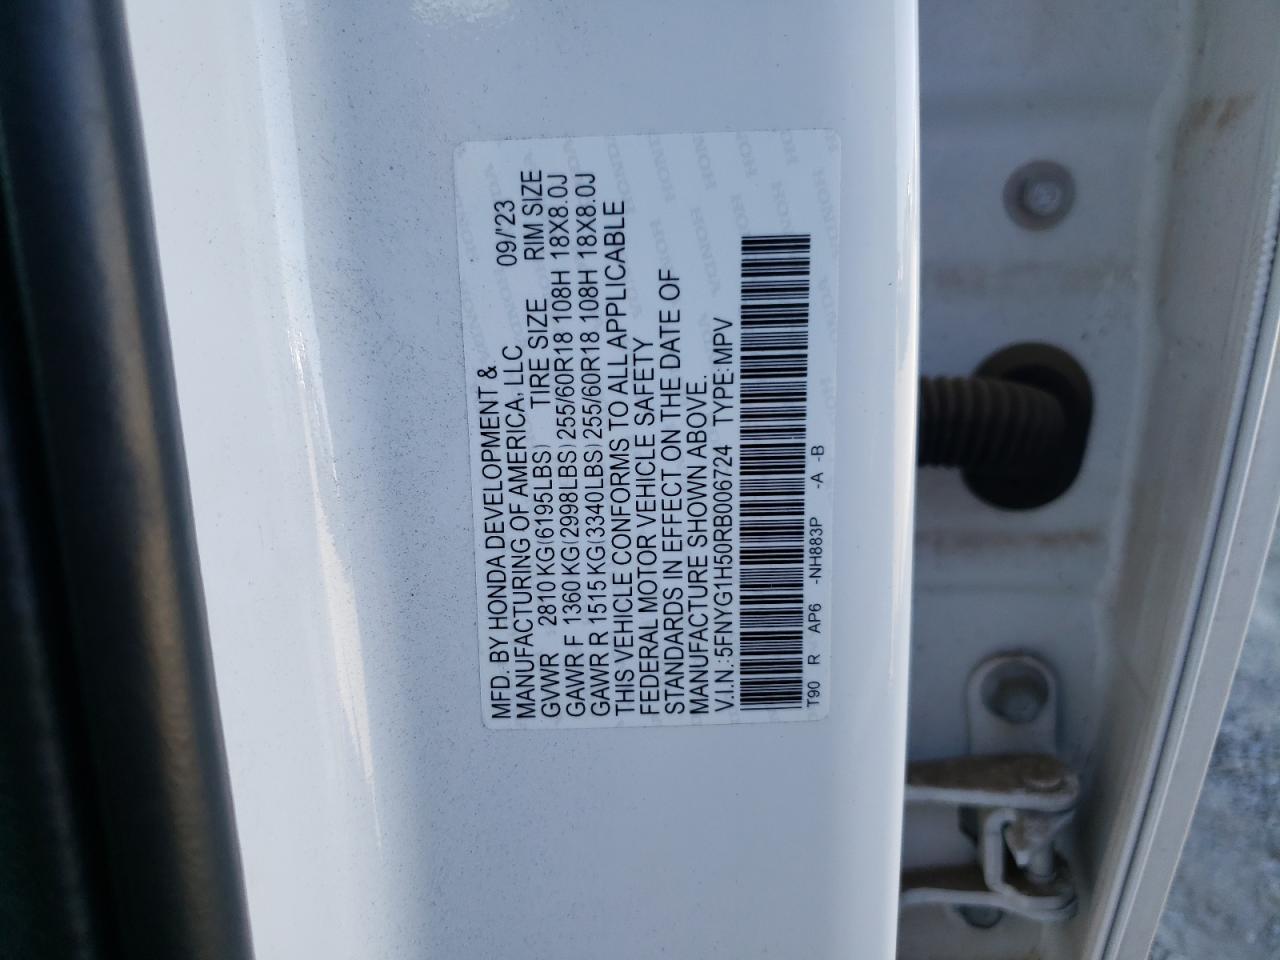 MFD. BY HONDA DEVELOPMENT &
MANUFACTURING OF AMERICA, LLC 09/'23
GVWR 2810 KG(6195LBS) TIRE SIZE RIM SIZE
GAWR F 1360 KG(2998LBS) 255/60R18 108H 18X8.0J
GAWR R 1515 KG(3340LBS) 255/60R18 108H 18X8.0J
THIS VEHICLE CONFORMS TO ALL APPLICABLE
FEDERAL MOTOR VEHICLE SAFETY
STANDARDS IN EFFECT ON THE DATE OF
MANUFACTURE SHOWN ABOVE.
V.I.N.: 5FNYG1H50RB006724 TYPE: MPV
T90 R AP6 -NH883P -A -B